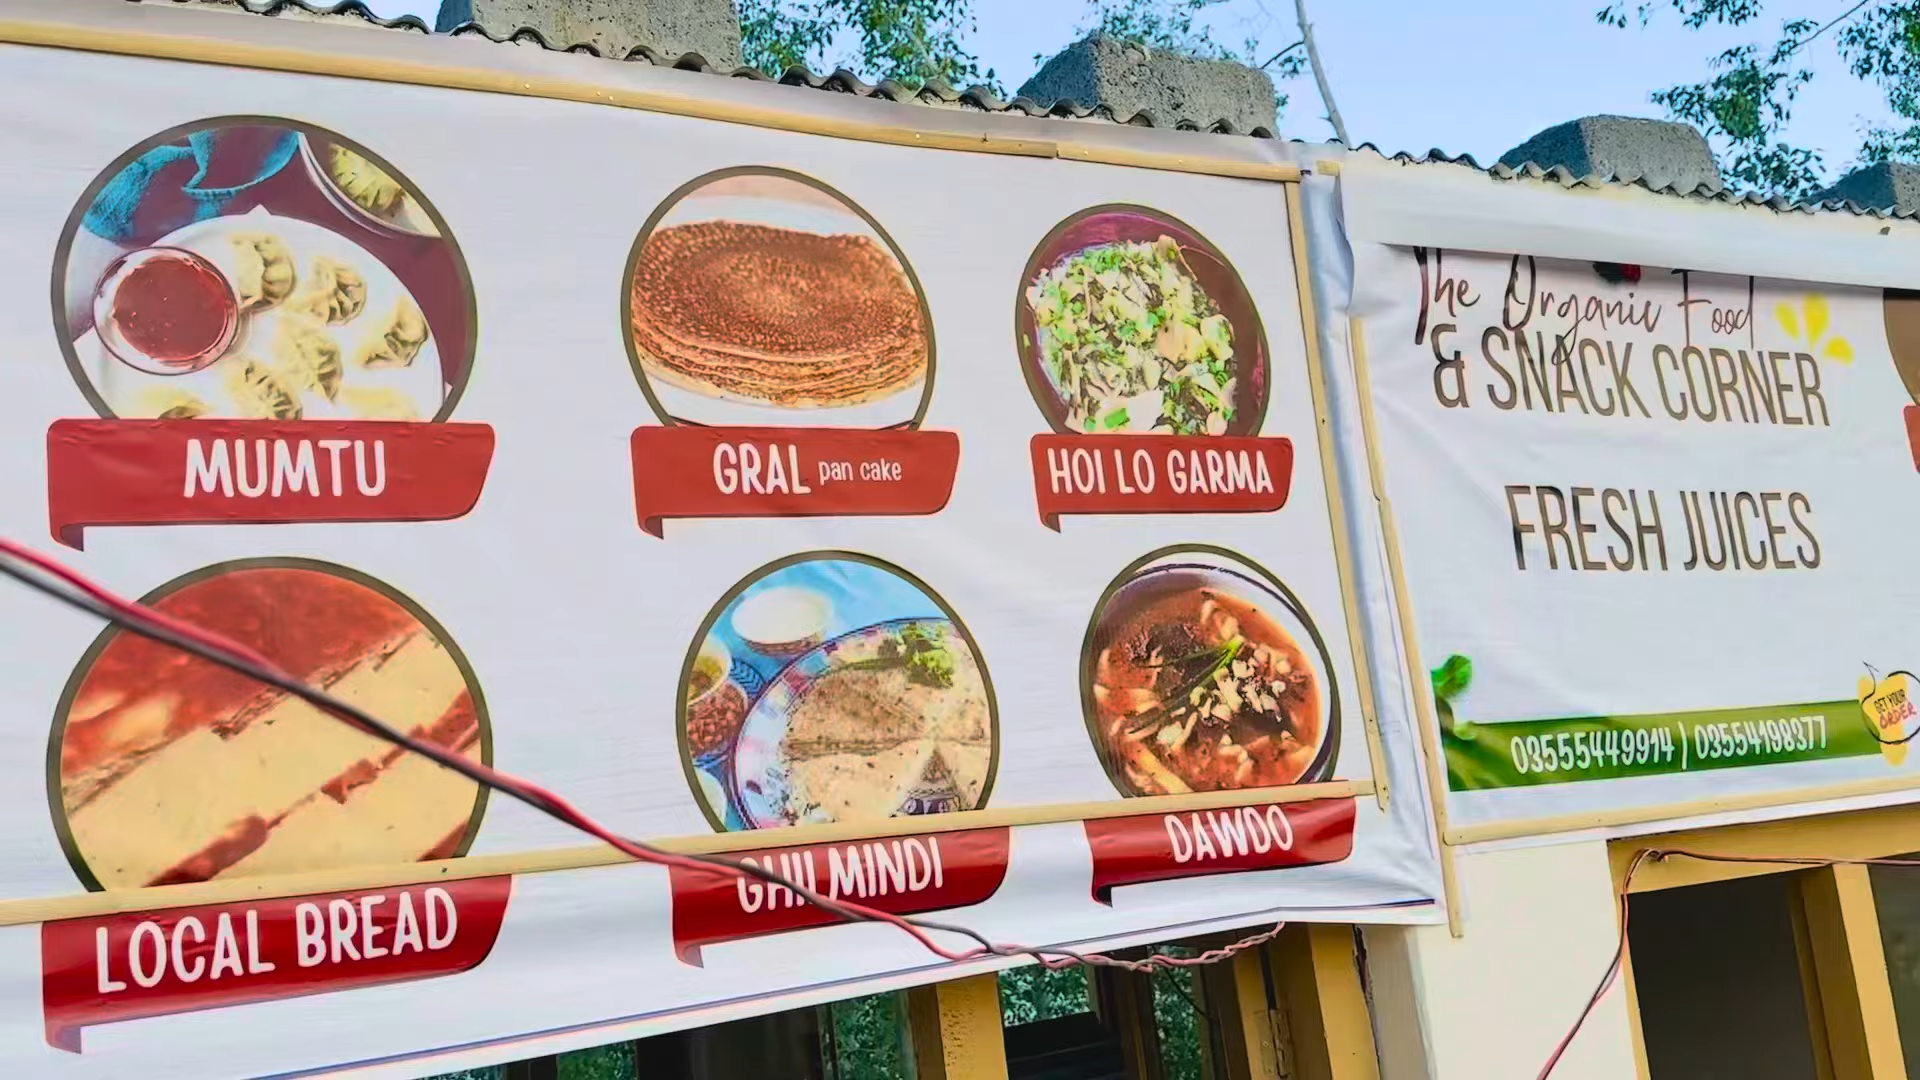 MUMTU
GRAL pan cake
HOI LO GARMA
LOCAL BREAD
GHILMINDI
DAWDO
The Organic Food
& SNACK CORNER
FRESH JUICES
03555449914 | 03554198377
GET YOUR
ORDER